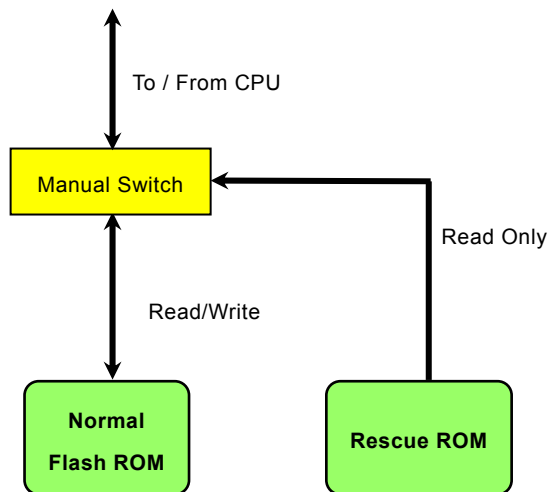 To / From CPU
Manual Switch
Read Only
Read/Write
Normal
Flash ROM
Rescue ROM